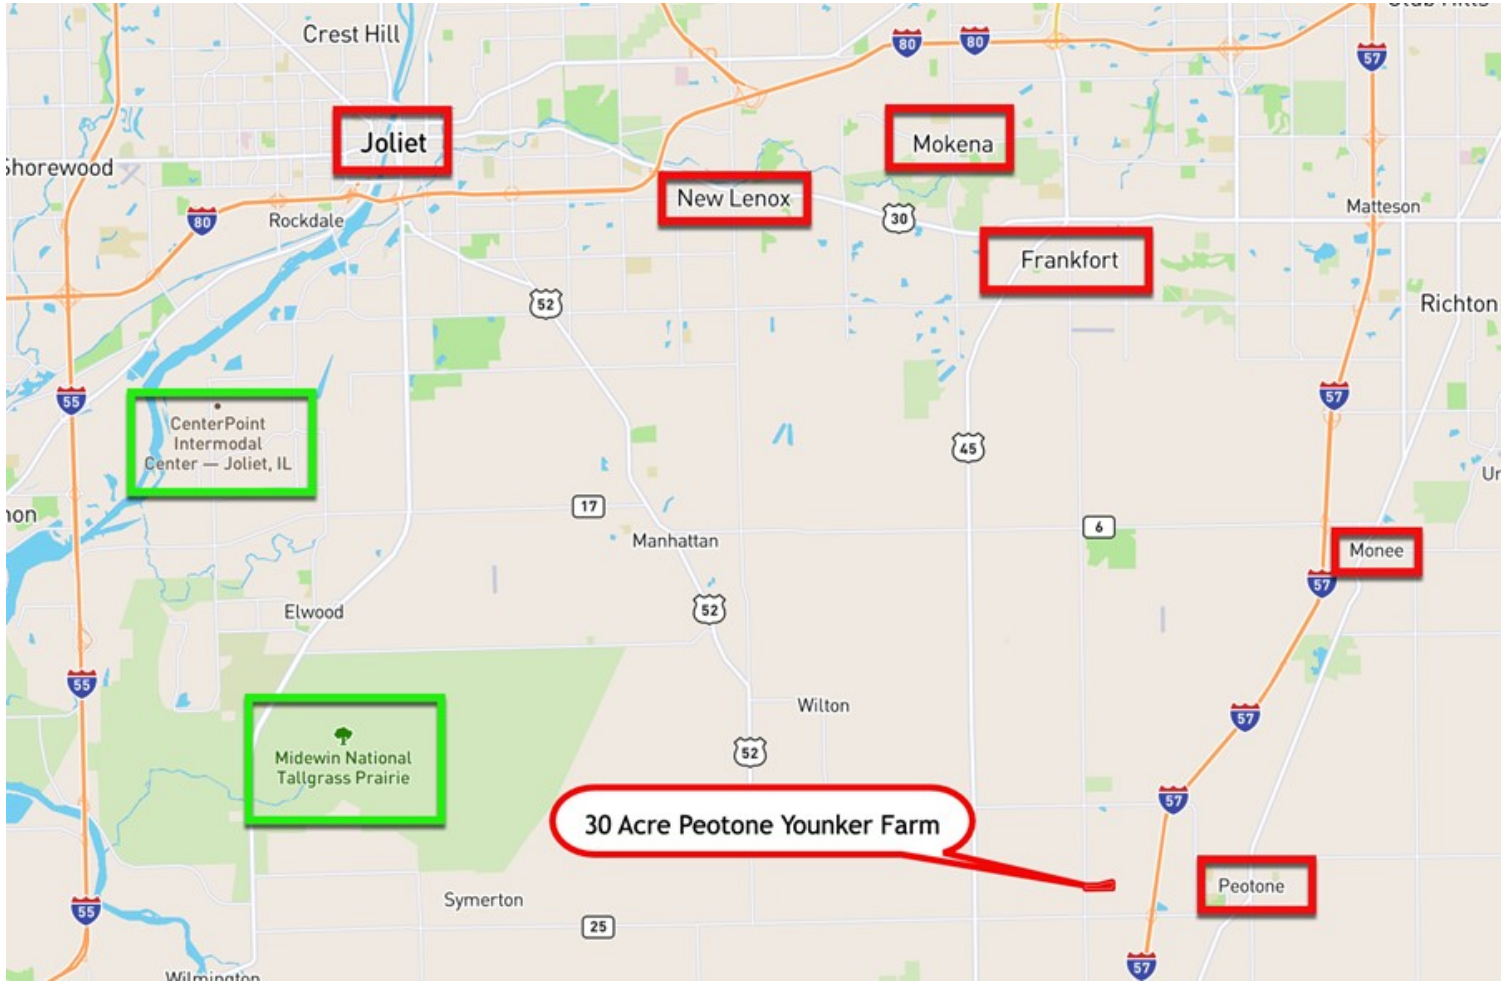 Crest Hill
80
80
57
Joliet
Mokena
Shorewood
New Lenox
30
Matteson
80
Rockdale
Frankfort
52
Richton
55
57
CenterPoint
Intermodal
Center — Joliet, IL
45
17
6
Manhattan
Monee
57
Elwood
52
55
Wilton
57
Midewin National
Tallgrass Prairie
52
57
30 Acre Peotone Younker Farm
Peotone
Symerton
55
25
57
Wilmington